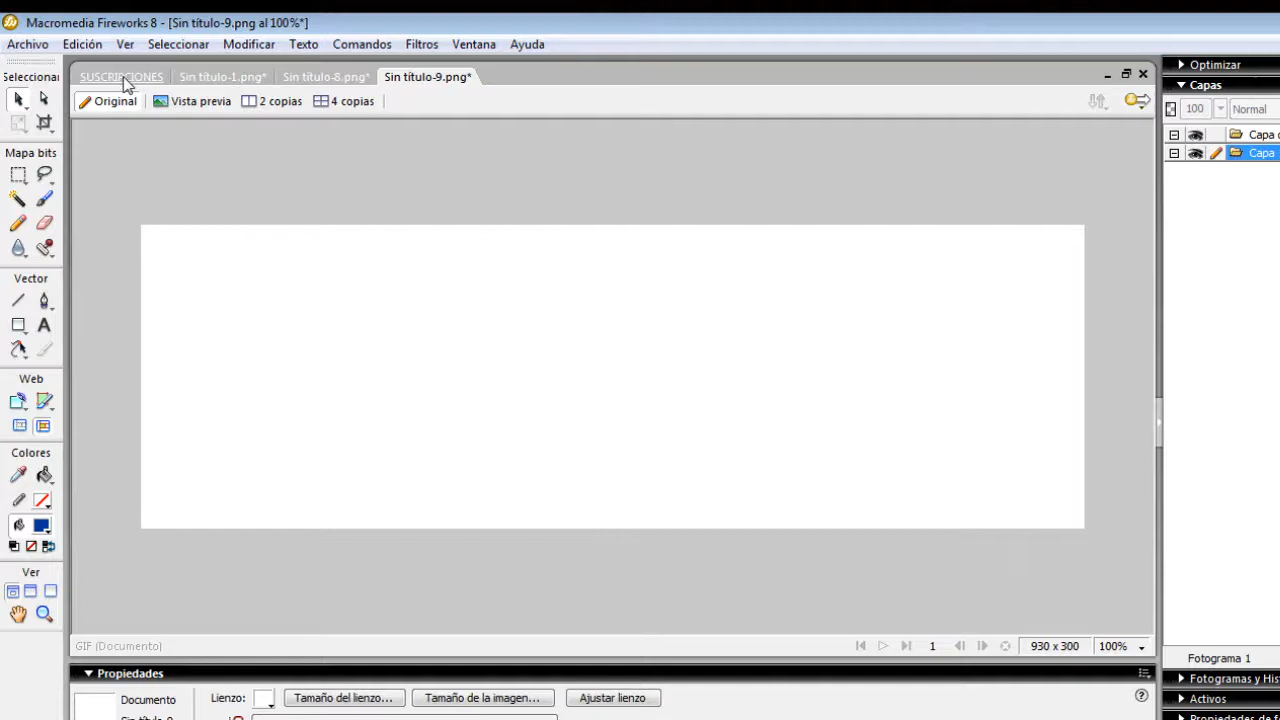 Macromedia Fireworks 8 - [Sin título-9.png al 100%*]
Archivo Edición Ver Seleccionar Modificar Texto Comandos Filtros Ventana Ayuda
Seleccionar
SUSCRIPCIONES Sin título-1.png* Sin título-8.png* Sin título-9.png*
Original Vista previa 2 copias 4 copias
Optimizar
Capas
100 Normal
Capa
Capa
Mapa bits
Vector
Web
Colores
Ver
GIF (Documento) 1 930 x 300 100%
Fotograma 1
Fotogramas y His
Activos
Propiedades
Documento Lienzo: Tamaño del lienzo... Tamaño de la imagen... Ajustar lienzo